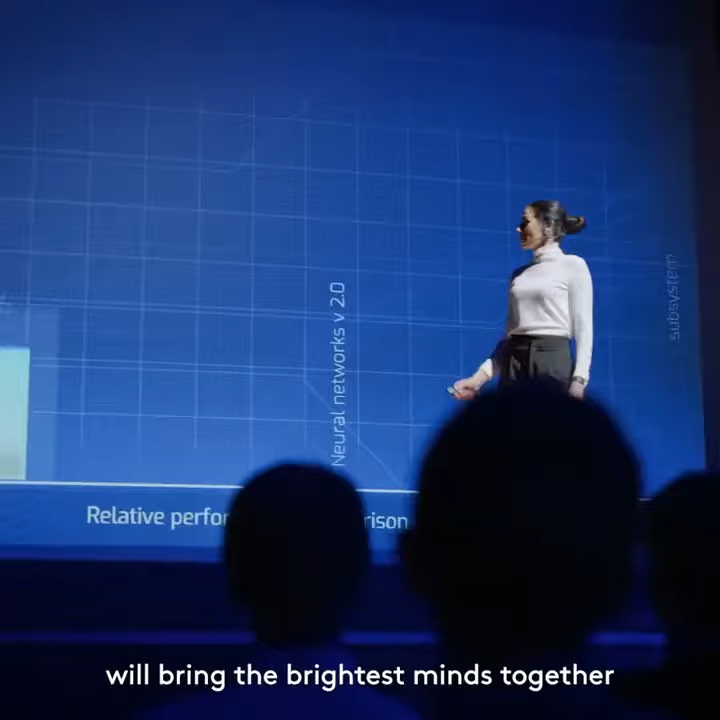 Neural networks v 2.0
subsystem
Relative perfor rison
will bring the brightest minds together